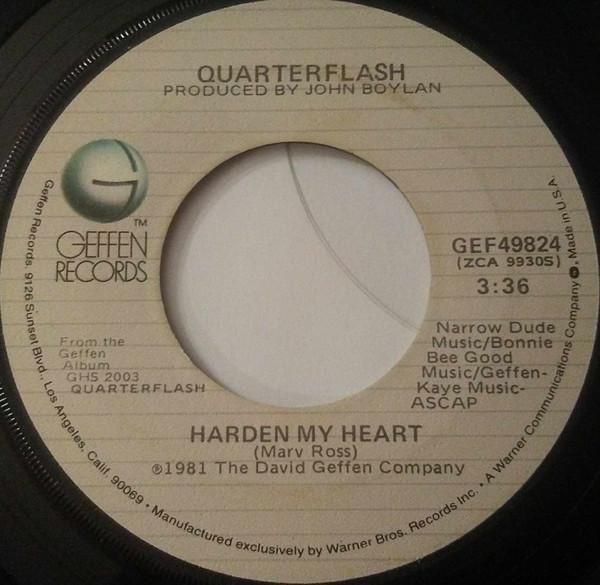 QUARTERFLASH
PRODUCED BY JOHN BOYLAN
G
TM
GEFFEN
RECORDS
GEF49824
(ZCA 9930S)
3:36
From the
Geffen
Album
GHS 2003
QUARTERFLASH
Narrow Dude
Music/Bonnie
Bee Good
Music/Geffen-
Kaye Music-
ASCAP
HARDEN MY HEART
(Marv Ross)
℗1981 The David Geffen Company
Geffen Records, 9126 Sunset Blvd., Los Angeles, Calif. 90069 • Manufactured exclusively by Warner Bros. Records Inc. • A Warner Communications Company. Made in U.S.A.